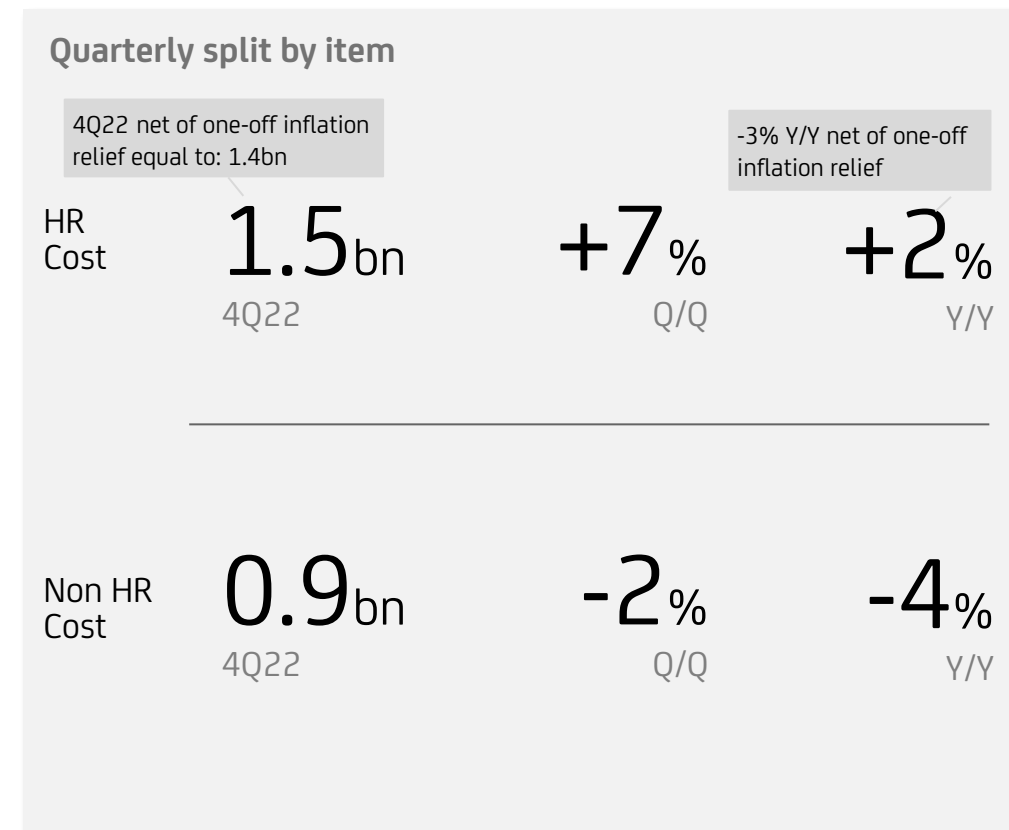 Quarterly split by item
4Q22 net of one-off inflation
relief equal to: 1.4bn
-3% Y/Y net of one-off
inflation relief
HR
Cost
1.5bn
4Q22
+7%
Q/Q
+2%
Y/Y
Non HR
Cost
0.9bn
4Q22
-2%
Q/Q
-4%
Y/Y